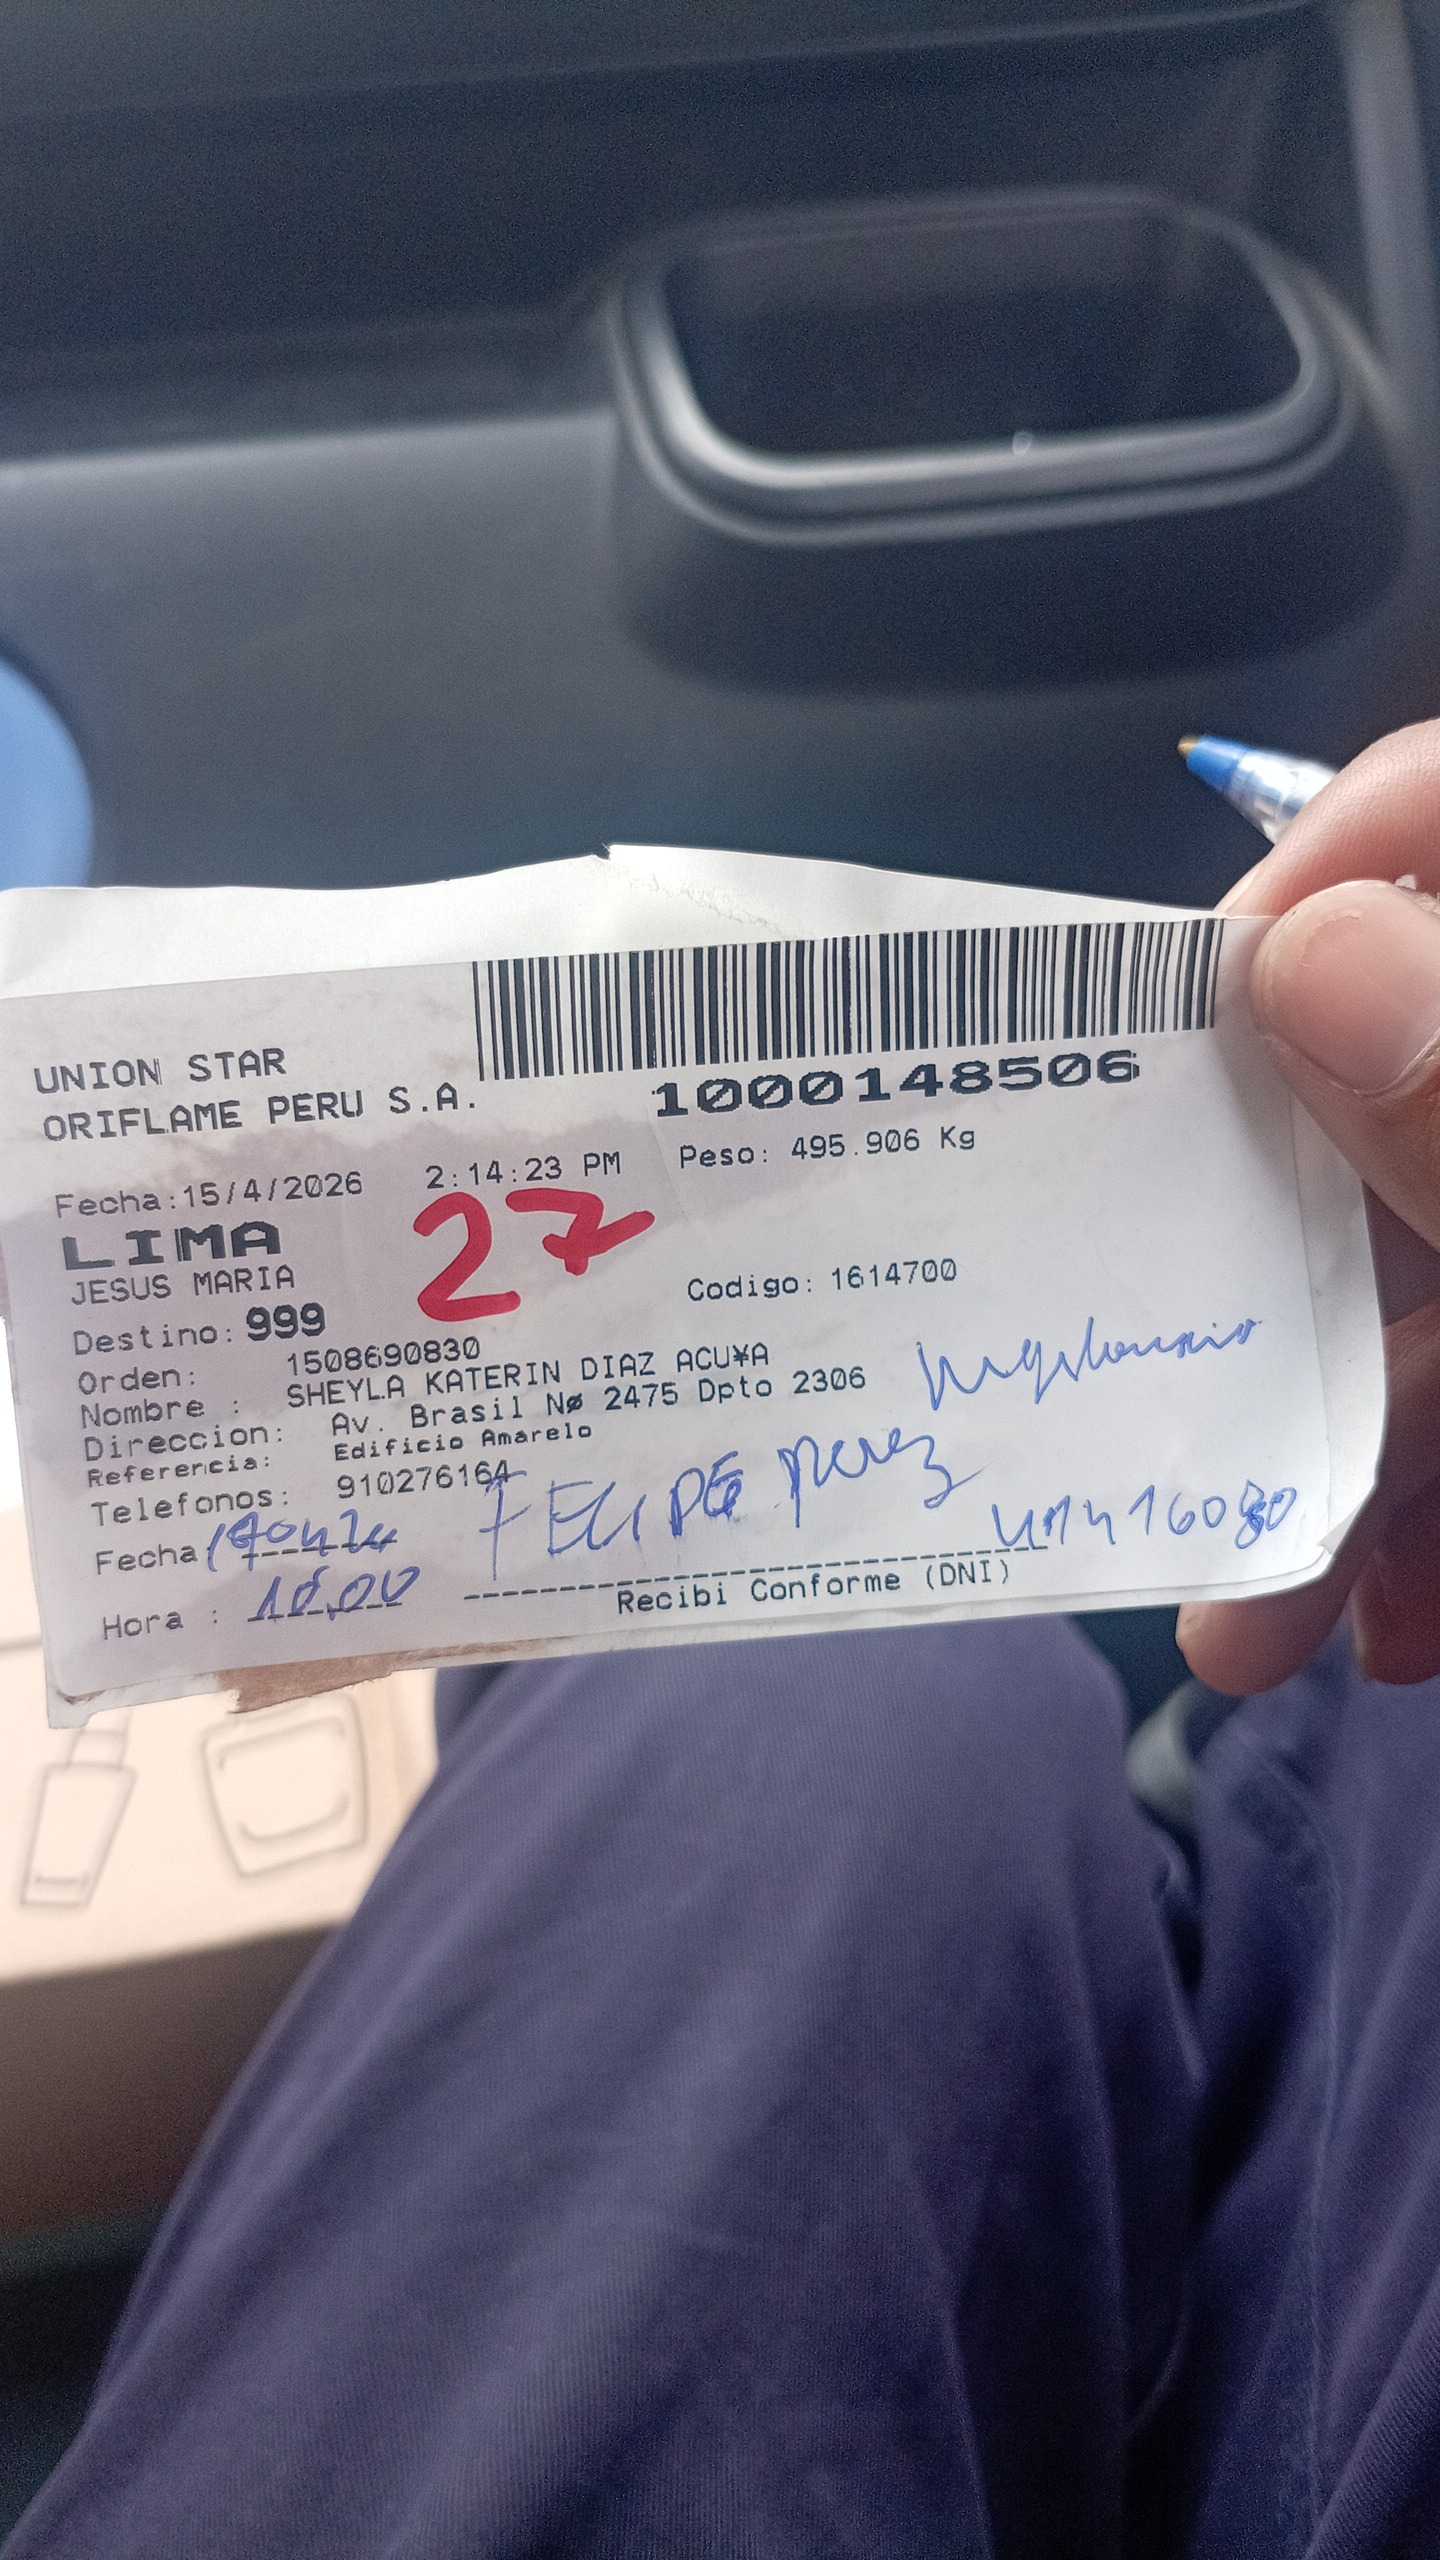 UNION STAR
ORIFLAME PERU S.A.
1000148506
Fecha:15/4/2026 2:14:23 PM Peso: 495.906 Kg
LIMA 27
JESUS MARIA
Destino: 999 Codigo: 1614700
Orden: 1508690830
Nombre : SHEYLA KATERIN DIAZ ACU¥A
Direccion: Av. Brasil Nø 2475 Dpto 2306
Referencia: Edificio Amarelo
Telefonos: 910276164
FELIPE Perez
Fecha
Hora :
Recibi Conforme (DNI)